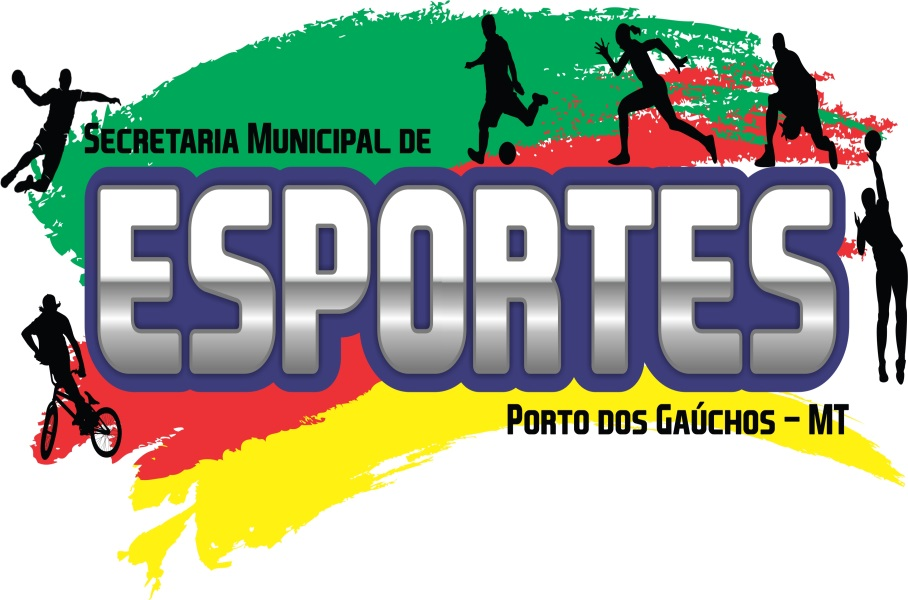 Secretaria Municipal de
ESPORTES
Porto dos Gaúchos - MT